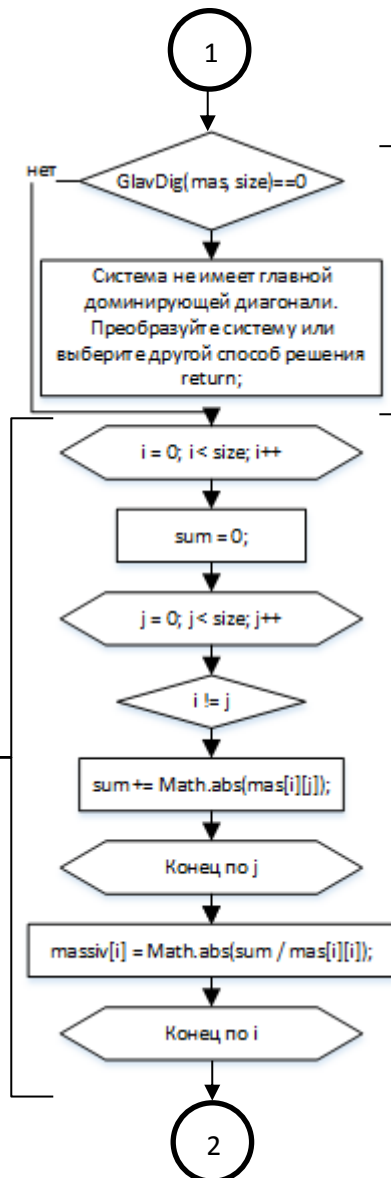 1
нет
GlavDig(mas, size)==0
Система не имеет главной
доминирующей диагонали.
Преобразуйте систему или
выберите другой способ решения
return;
i = 0; i < size; i++
sum = 0;
j = 0; j < size; j++
i != j
sum += Math.abs(mas[i][j]);
Конец по j
massiv[i] = Math.abs(sum / mas[i][i]);
Конец по i
2